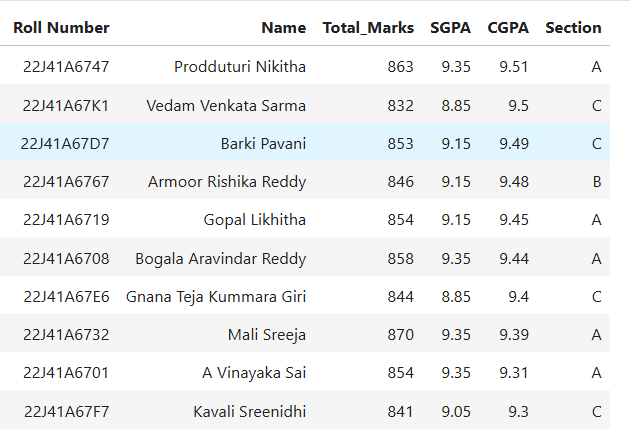 Roll Number Name Total_Marks SGPA CGPA Section
22J41A6747 Prodduturi Nikitha 863 9.35 9.51 A
22J41A67K1 Vedam Venkata Sarma 832 8.85 9.5 C
22J41A67D7 Barki Pavani 853 9.15 9.49 C
22J41A6767 Armoor Rishika Reddy 846 9.15 9.48 B
22J41A6719 Gopal Likhitha 854 9.15 9.45 A
22J41A6708 Bogala Aravindar Reddy 858 9.35 9.44 A
22J41A67E6 Gnana Teja Kummara Giri 844 8.85 9.4 C
22J41A6732 Mali Sreeja 870 9.35 9.39 A
22J41A6701 A Vinayaka Sai 854 9.35 9.31 A
22J41A67F7 Kavali Sreenidhi 841 9.05 9.3 C